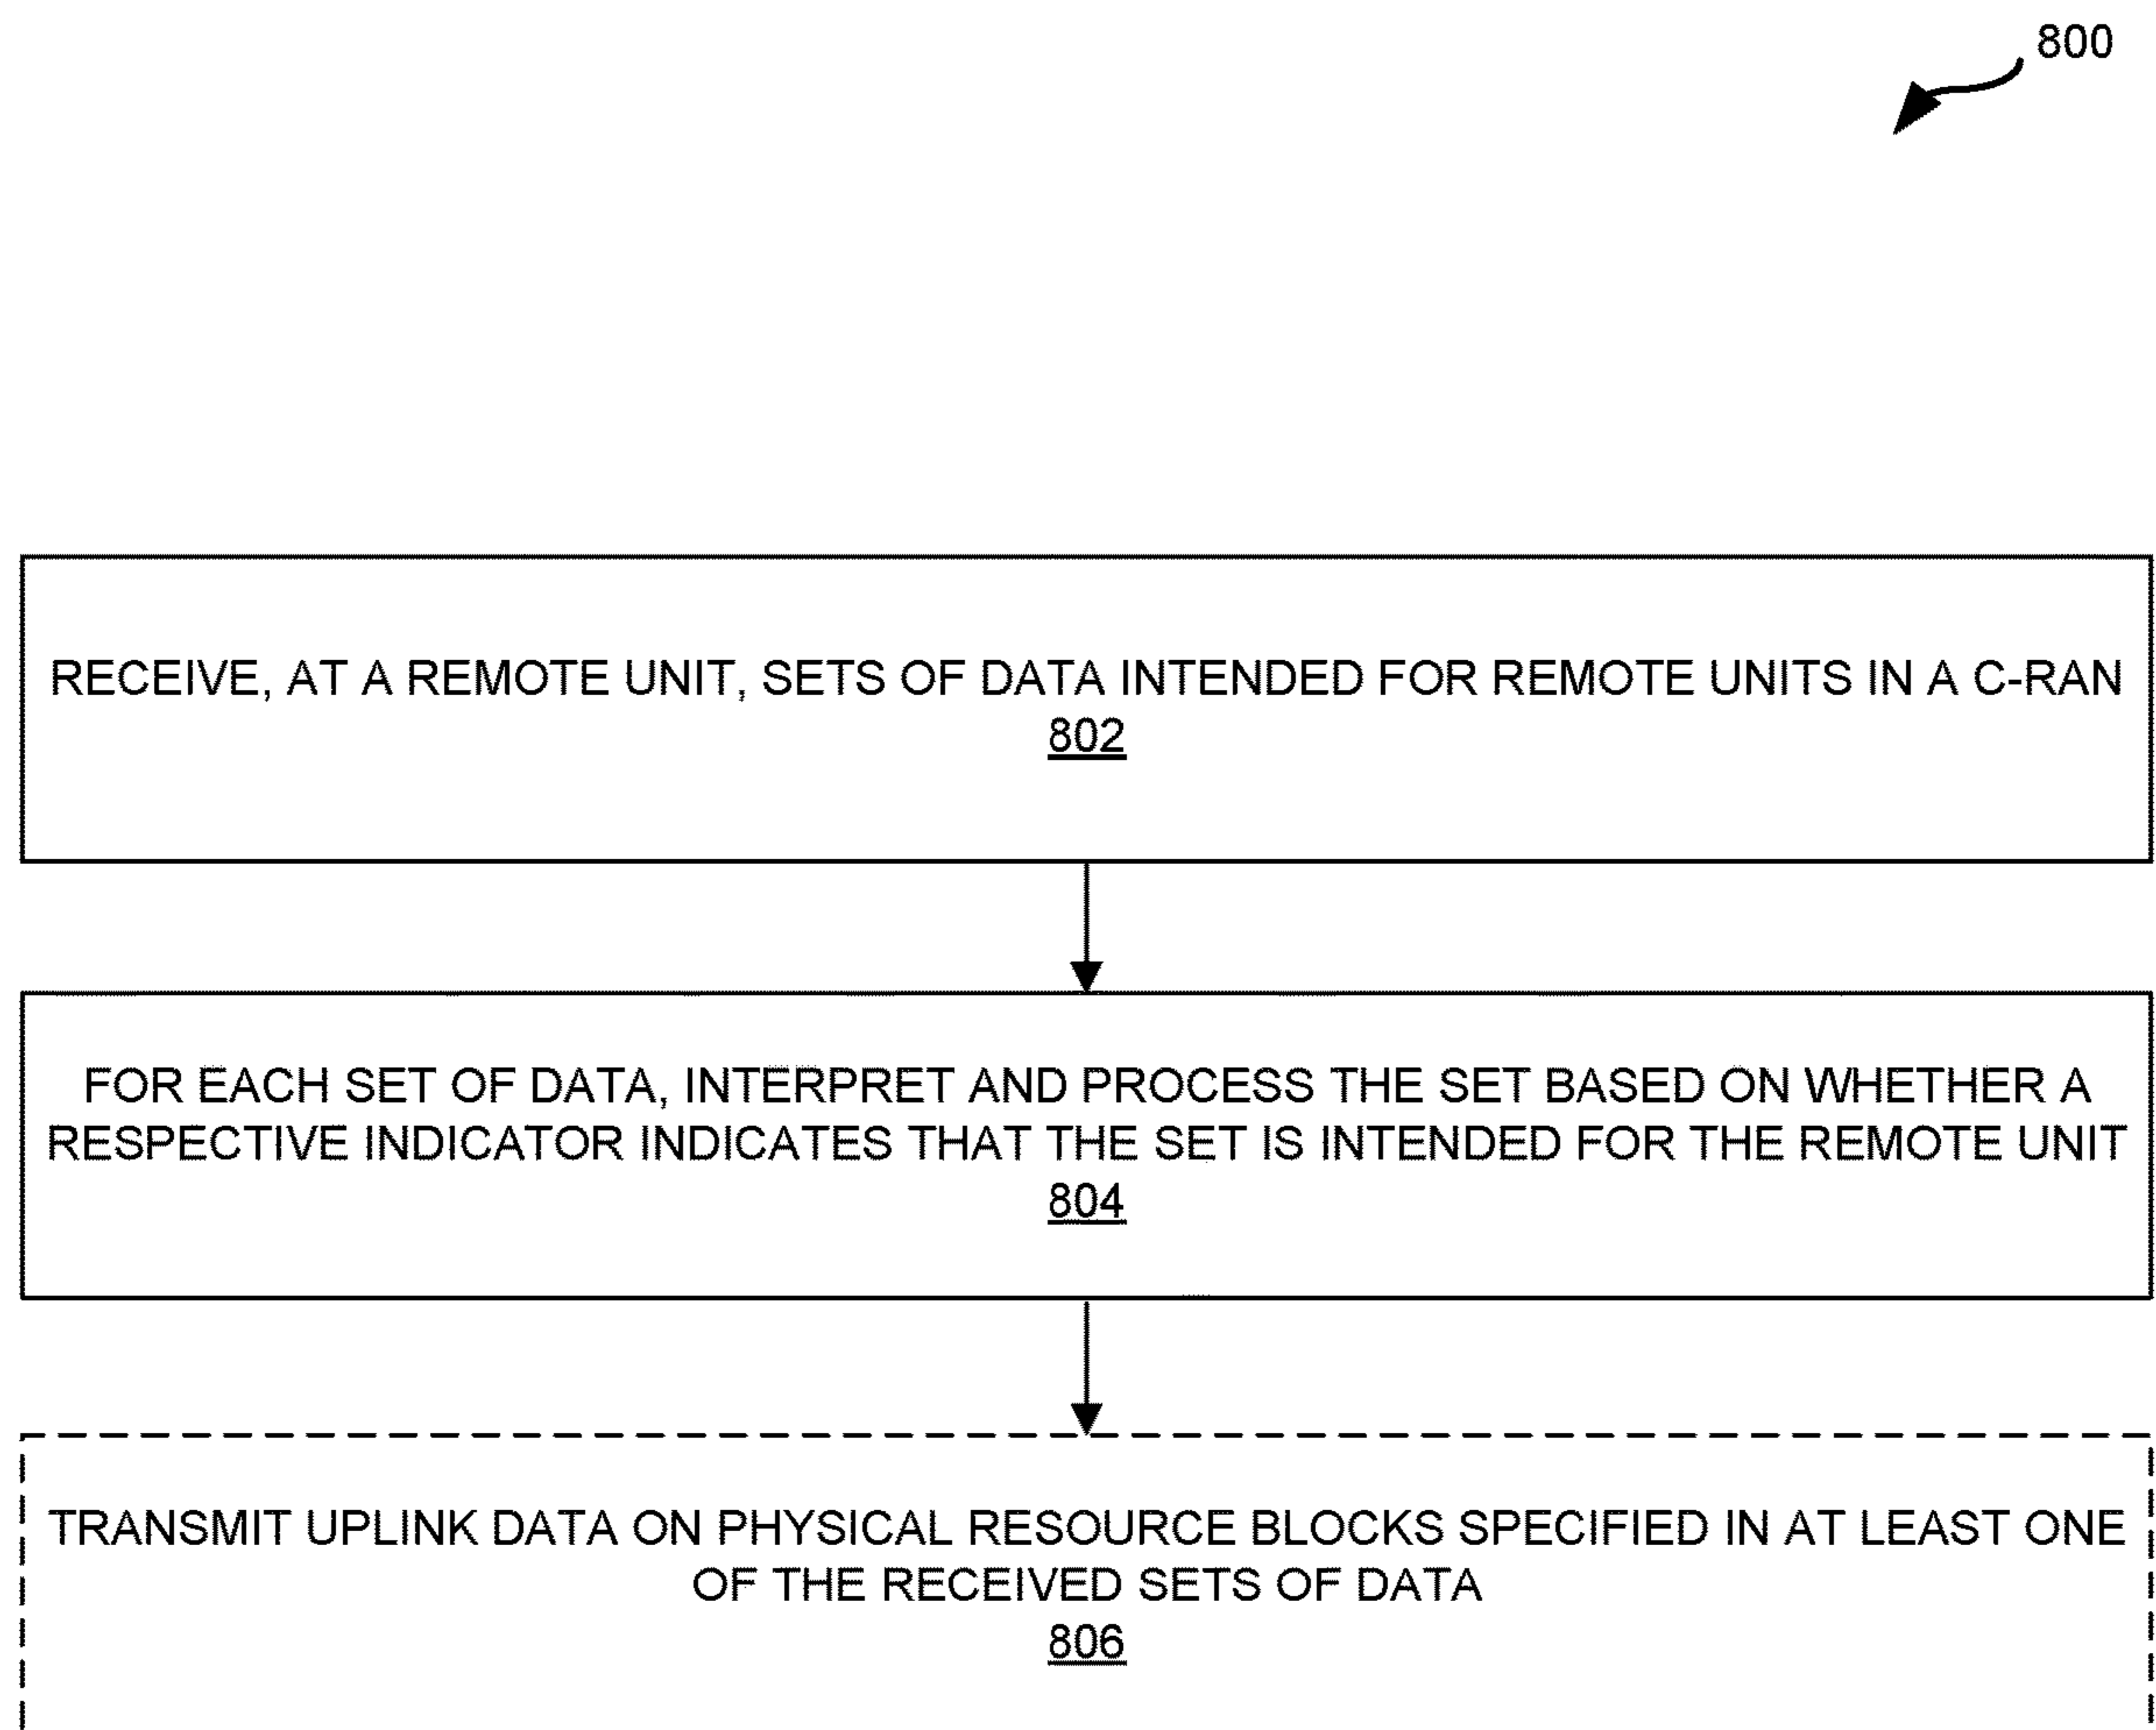 800
RECEIVE, AT A REMOTE UNIT, SETS OF DATA INTENDED FOR REMOTE UNITS IN A C-RAN
802
FOR EACH SET OF DATA, INTERPRET AND PROCESS THE SET BASED ON WHETHER A
RESPECTIVE INDICATOR INDICATES THAT THE SET IS INTENDED FOR THE REMOTE UNIT
804
TRANSMIT UPLINK DATA ON PHYSICAL RESOURCE BLOCKS SPECIFIED IN AT LEAST ONE
OF THE RECEIVED SETS OF DATA
806